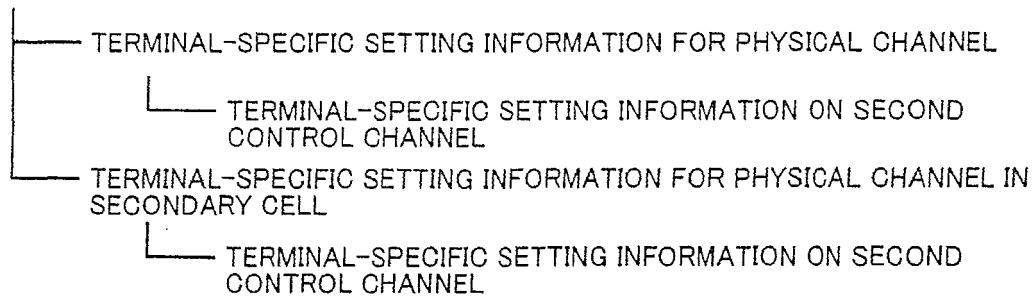 TERMINAL-SPECIFIC SETTING INFORMATION FOR PHYSICAL CHANNEL
TERMINAL-SPECIFIC SETTING INFORMATION ON SECOND
CONTROL CHANNEL
TERMINAL-SPECIFIC SETTING INFORMATION FOR PHYSICAL CHANNEL IN
SECONDARY CELL
TERMINAL-SPECIFIC SETTING INFORMATION ON SECOND
CONTROL CHANNEL